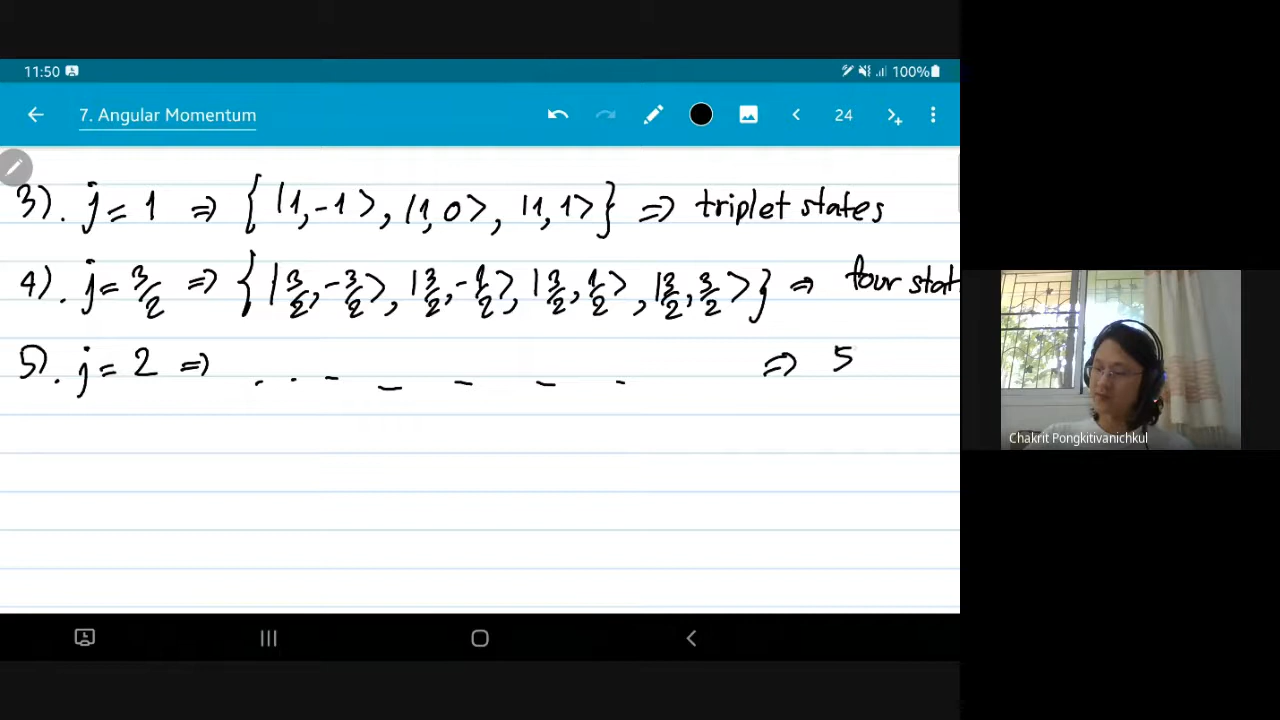 11:50 100%
7. Angular Momentum 24
3). j = 1 ⇒ {|1,-1>, |1,0>, |1,1>} ⇒ triplet states
4). j = 3/2 ⇒ {|3/2,-3/2>, |3/2,-1/2>, |3/2,1/2>, |3/2,3/2>} ⇒ four stat
5). j = 2 ⇒ . . - _ - - . ⇒ 5
Chakrit Pongkitivanichkul